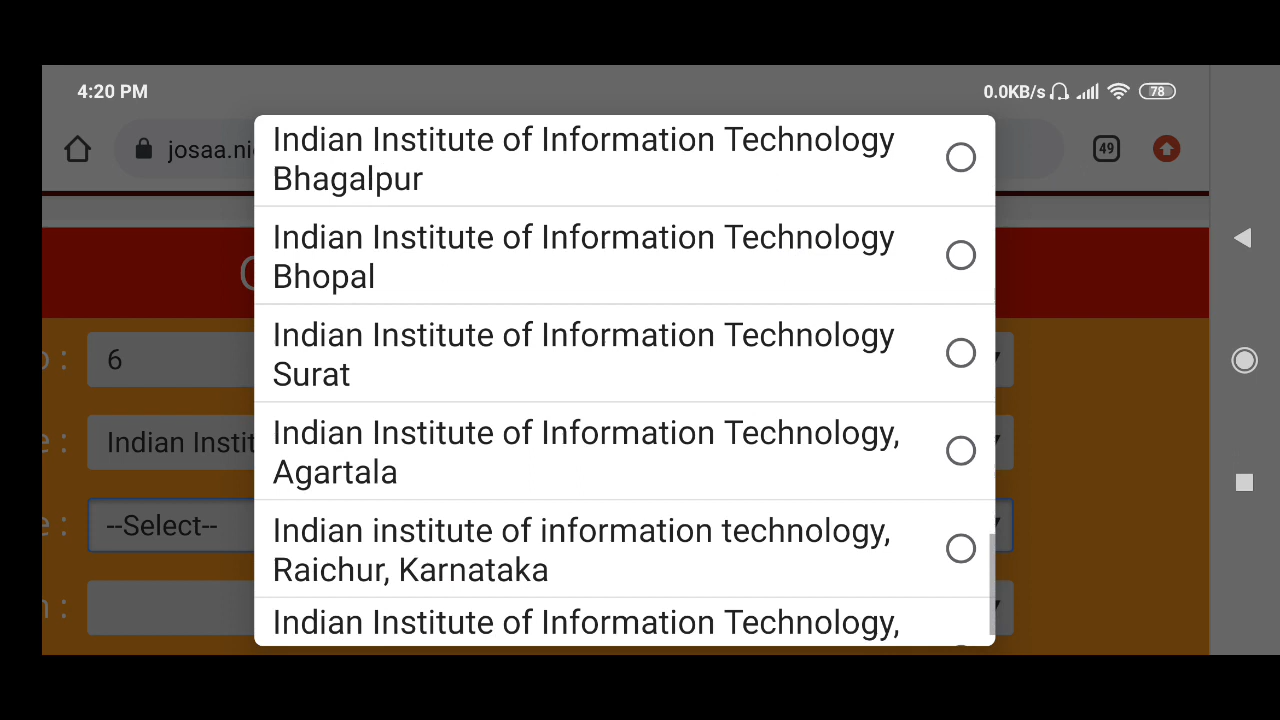 4:20 PM
0.0KB/s
78
josaa.ni
49
Indian Institute of Information Technology
Bhagalpur
Indian Institute of Information Technology
Bhopal
6
Indian Institute of Information Technology
Surat
Indian Instit
Indian Institute of Information Technology,
Agartala
--Select--
Indian institute of information technology,
Raichur, Karnataka
Indian Institute of Information Technology,